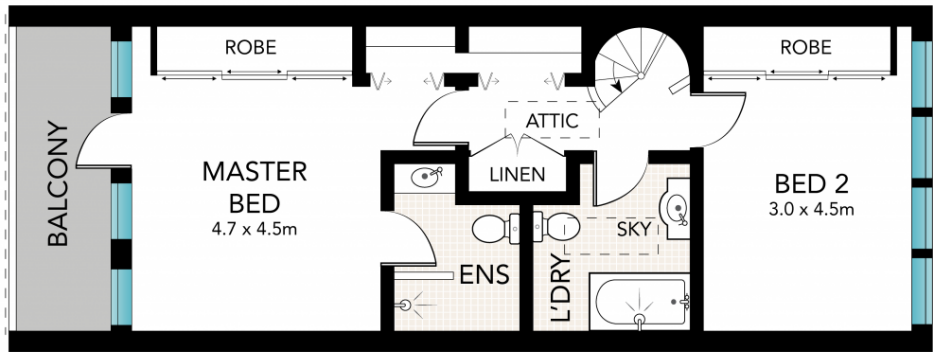 ROBE
ROBE
BALCONY
ATTIC
MASTER
BED
4.7 x 4.5m
LINEN
BED 2
3.0 x 4.5m
SKY
ENS
L'DRY